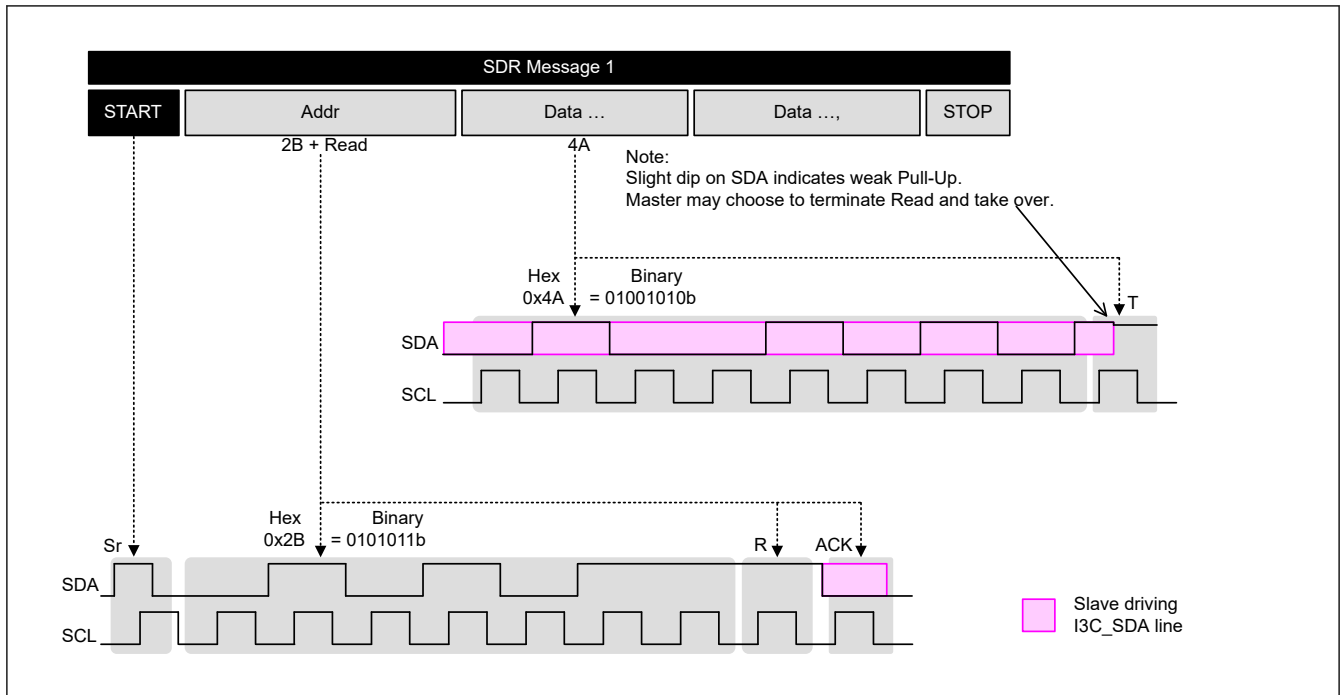 SDR Message 1
START
Addr
Data …
Data …,
STOP
2B + Read
4A
Note:
Slight dip on SDA indicates weak Pull-Up.
Master may choose to terminate Read and take over.
Hex
Binary
0x4A
= 01001010b
T
SDA
SCL
Hex
Binary
0x2B
= 0101011b
Sr
R
ACK
SDA
SCL
Slave driving
I3C_SDA line